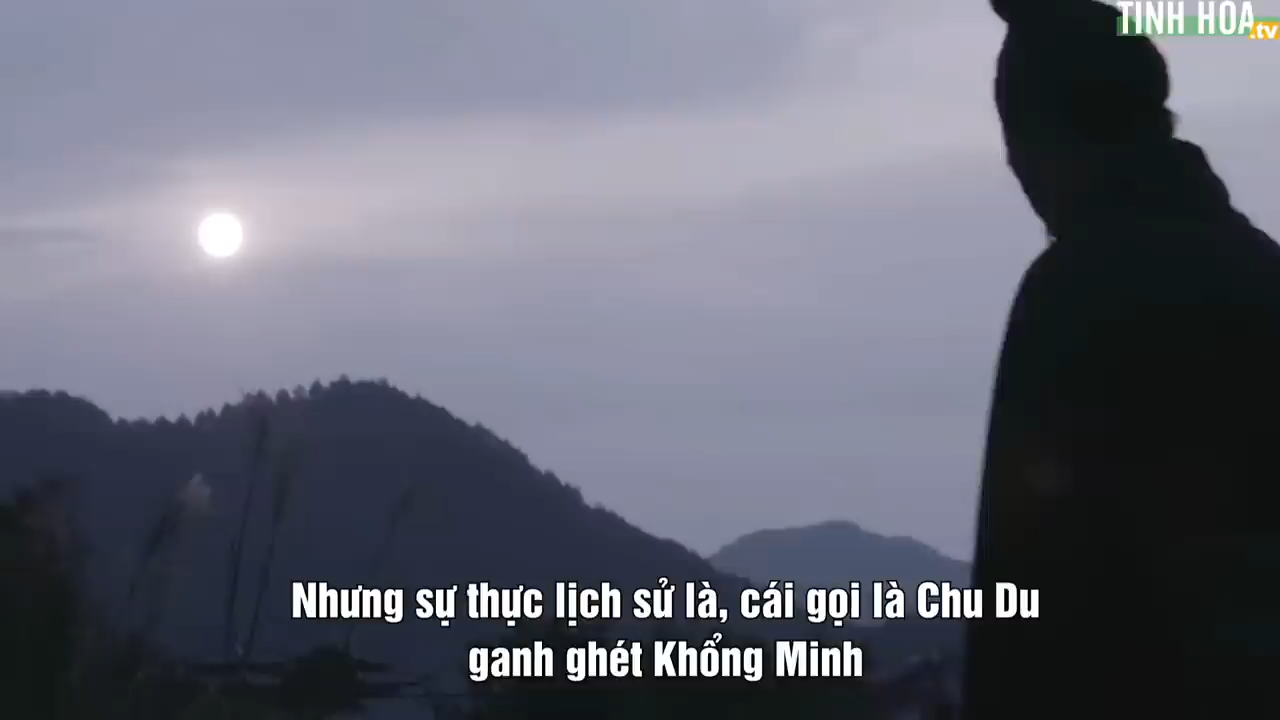 TINH HOA
.tv
Nhưng sự thực lịch sử là, cái gọi là Chu Du
ganh ghét Khổng Minh